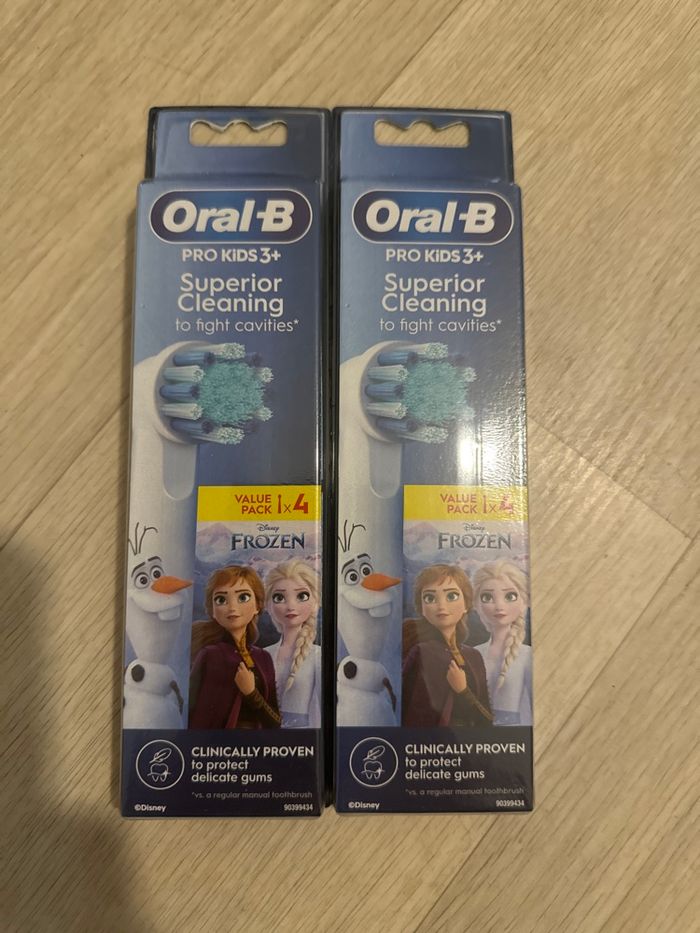 Oral-B
PRO KIDS 3+
Superior
Cleaning
to fight cavities*
VALUE
PACK 1x4
Disney
FROZEN
CLINICALLY PROVEN
to protect
delicate gums
*vs. a regular manual toothbrush
©Disney
90399434
Oral-B
PRO KIDS 3+
Superior
Cleaning
to fight cavities*
VALUE
PACK 1x4
Disney
FROZEN
CLINICALLY PROVEN
to protect
delicate gums
*vs. a regular manual toothbrush
©Disney
90399434